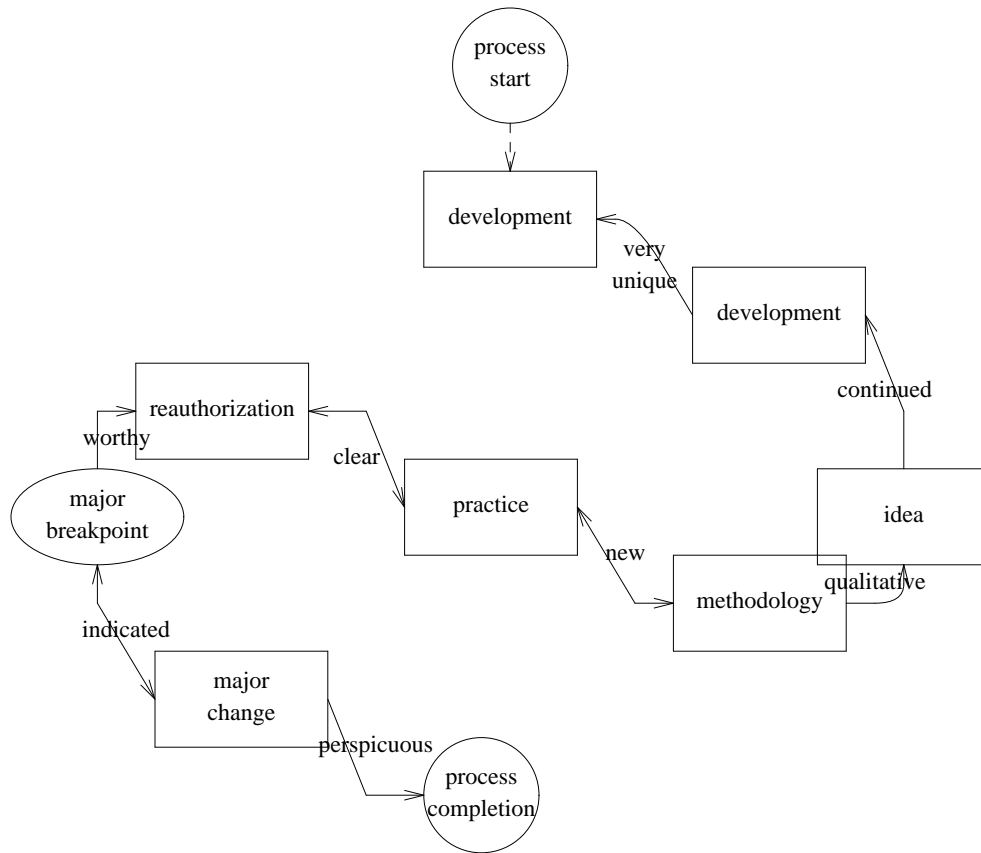 process
start
development
very
unique
development
continued
reauthorization
worthy
clear
major
breakpoint
practice
idea
new
qualitative
methodology
indicated
major
change
perspicuous
process
completion